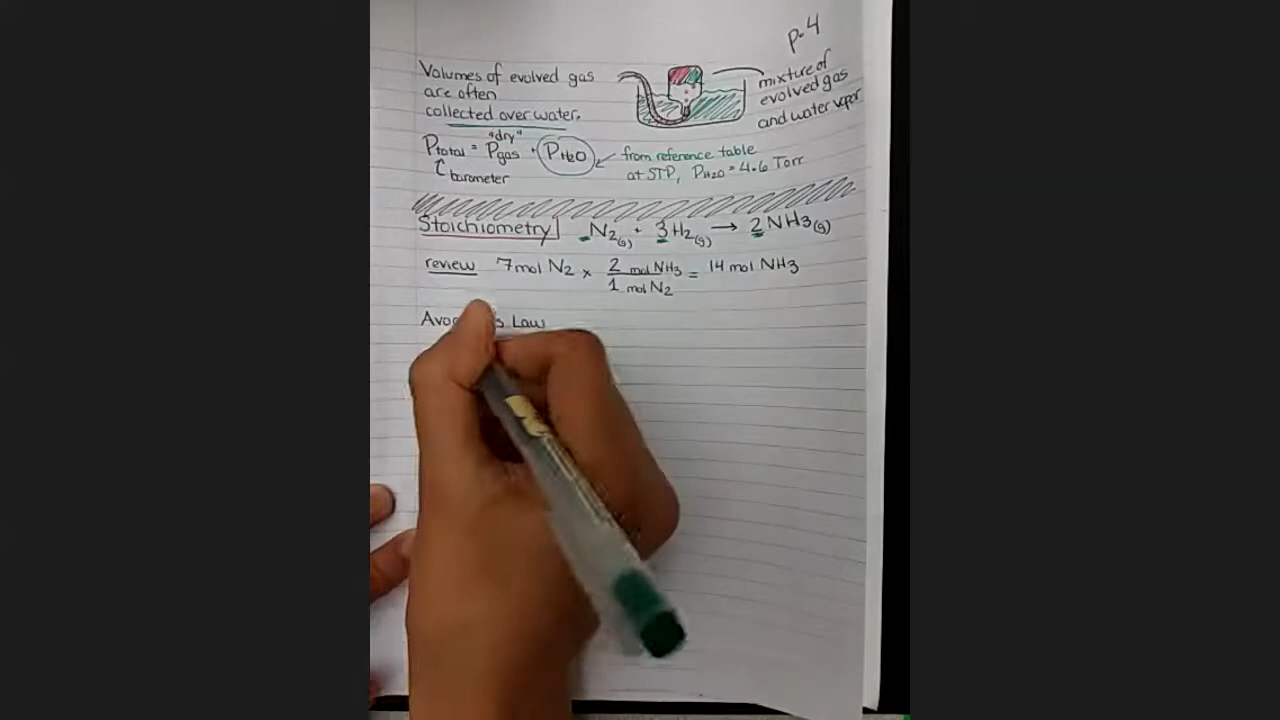 p.4
Volumes of evolved gas
are often
collected over water.
mixture of
evolved gas
and water vapor
"dry"
Ptotal = Pgas + PH2O
from reference table
at STP, PH2O = 4.6 Torr
barometer
Stoichiometry N2(g) + 3H2(g) → 2NH3(g)
review 7mol N2 x 2 mol NH3 / 1 mol N2 = 14 mol NH3
Law